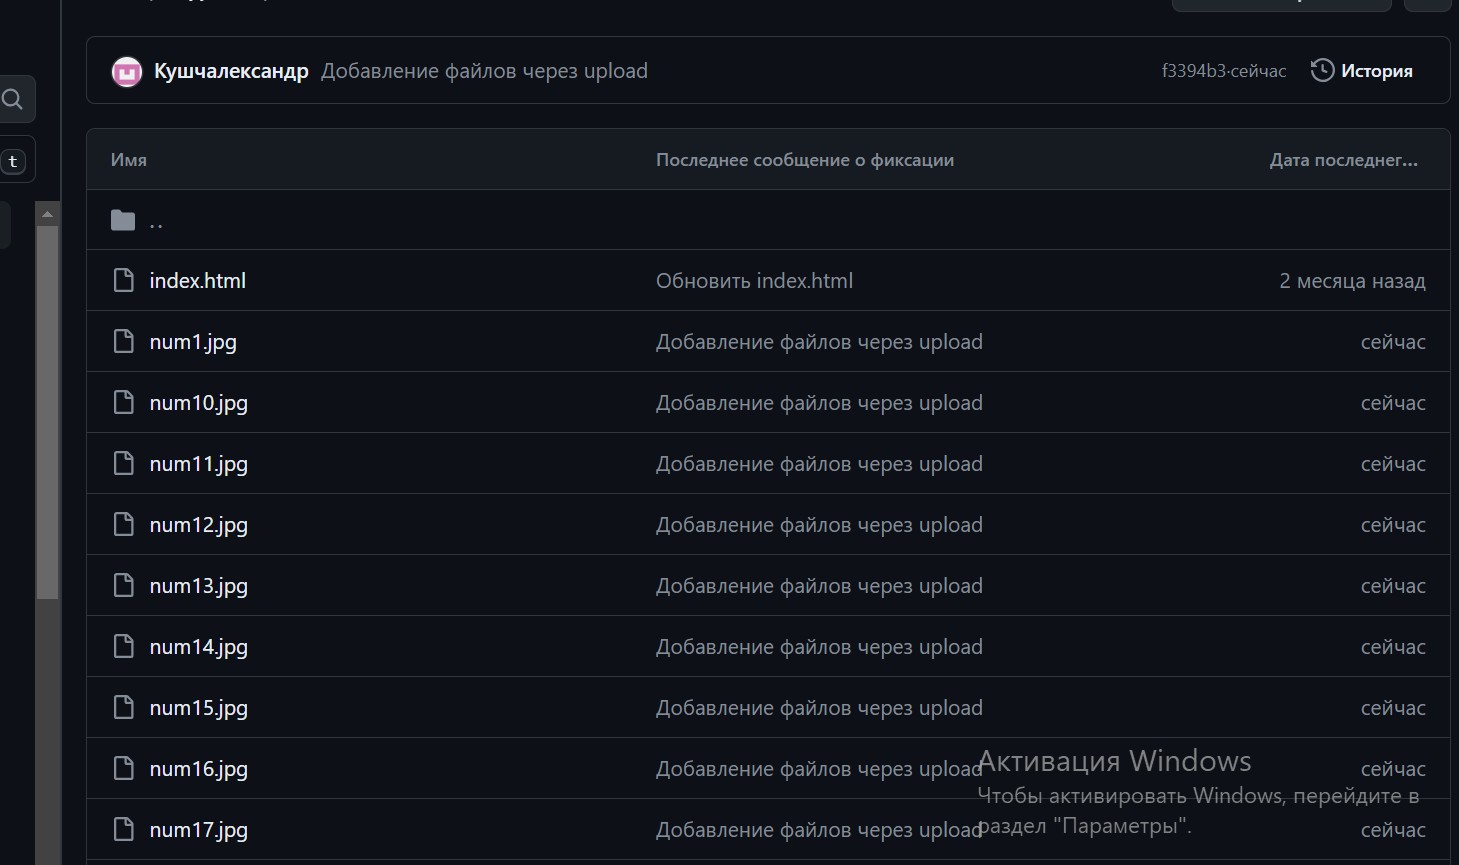 Кушчалександр Добавление файлов через upload f3394b3·сейчас История
t
Имя Последнее сообщение о фиксации Дата последнег...
..
index.html Обновить index.html 2 месяца назад
num1.jpg Добавление файлов через upload сейчас
num10.jpg Добавление файлов через upload сейчас
num11.jpg Добавление файлов через upload сейчас
num12.jpg Добавление файлов через upload сейчас
num13.jpg Добавление файлов через upload сейчас
num14.jpg Добавление файлов через upload сейчас
num15.jpg Добавление файлов через upload сейчас
num16.jpg Добавление файлов через upload сейчас
num17.jpg Добавление файлов через upload сейчас
Активация Windows
Чтобы активировать Windows, перейдите в
раздел "Параметры".